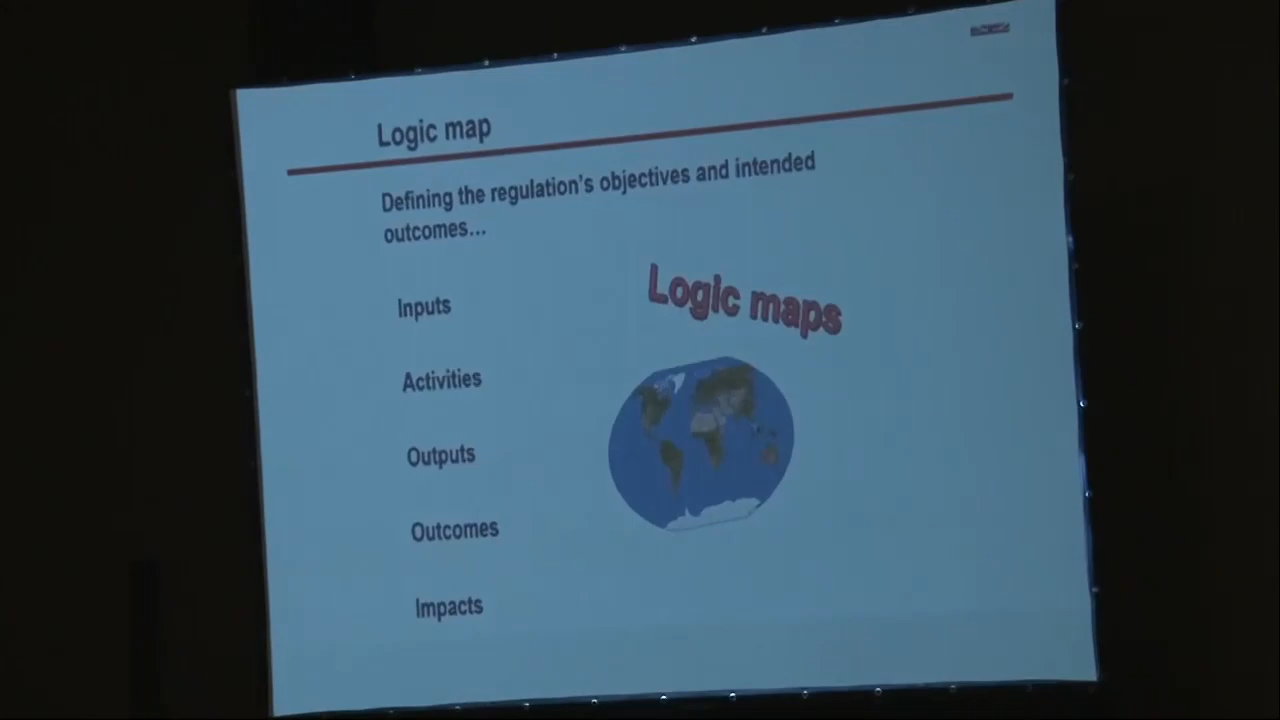 Logic map
Defining the regulation's objectives and intended
outcomes...
Inputs
Logic maps
Activities
Outputs
Outcomes
Impacts